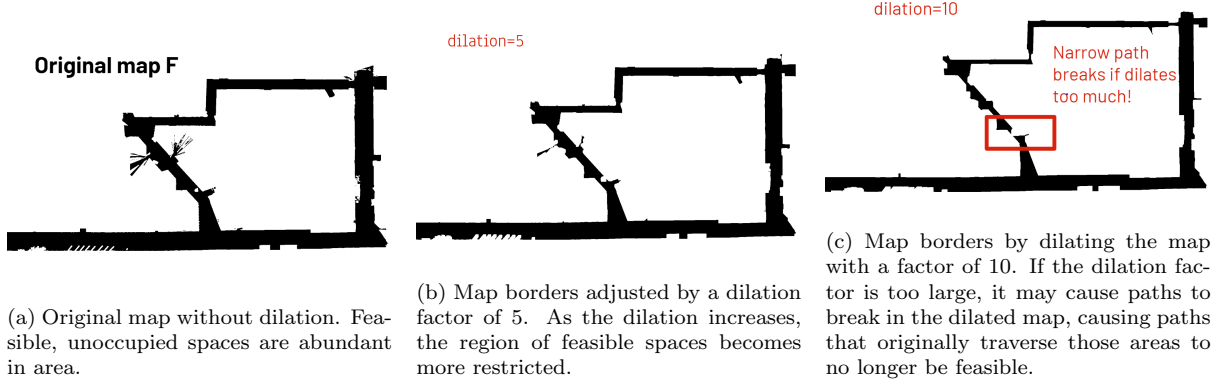 Original map F
dilation=5
dilation=10
Narrow path
breaks if dilates
too much!
(a) Original map without dilation. Fea-
sible, unoccupied spaces are abundant
in area.
(b) Map borders adjusted by a dilation
factor of 5. As the dilation increases,
the region of feasible spaces becomes
more restricted.
(c) Map borders by dilating the map
with a factor of 10. If the dilation fac-
tor is too large, it may cause paths to
break in the dilated map, causing paths
that originally traverse those areas to
no longer be feasible.